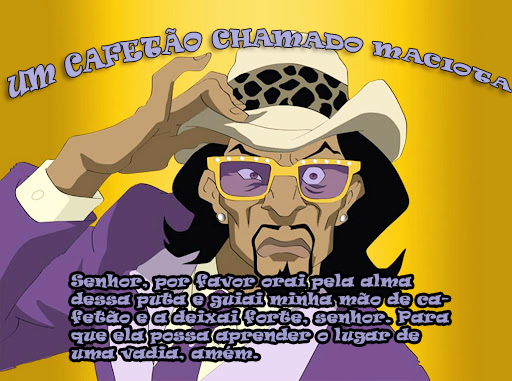 UM CAFETÃO CHAMADO MACIOTA
Senhor, por favor orai pela alma
dessa puta e guiai minha mão de ca-
fetão e a deixai forte, senhor. Para
que ela possa aprender o lugar de
uma vadia, amém.